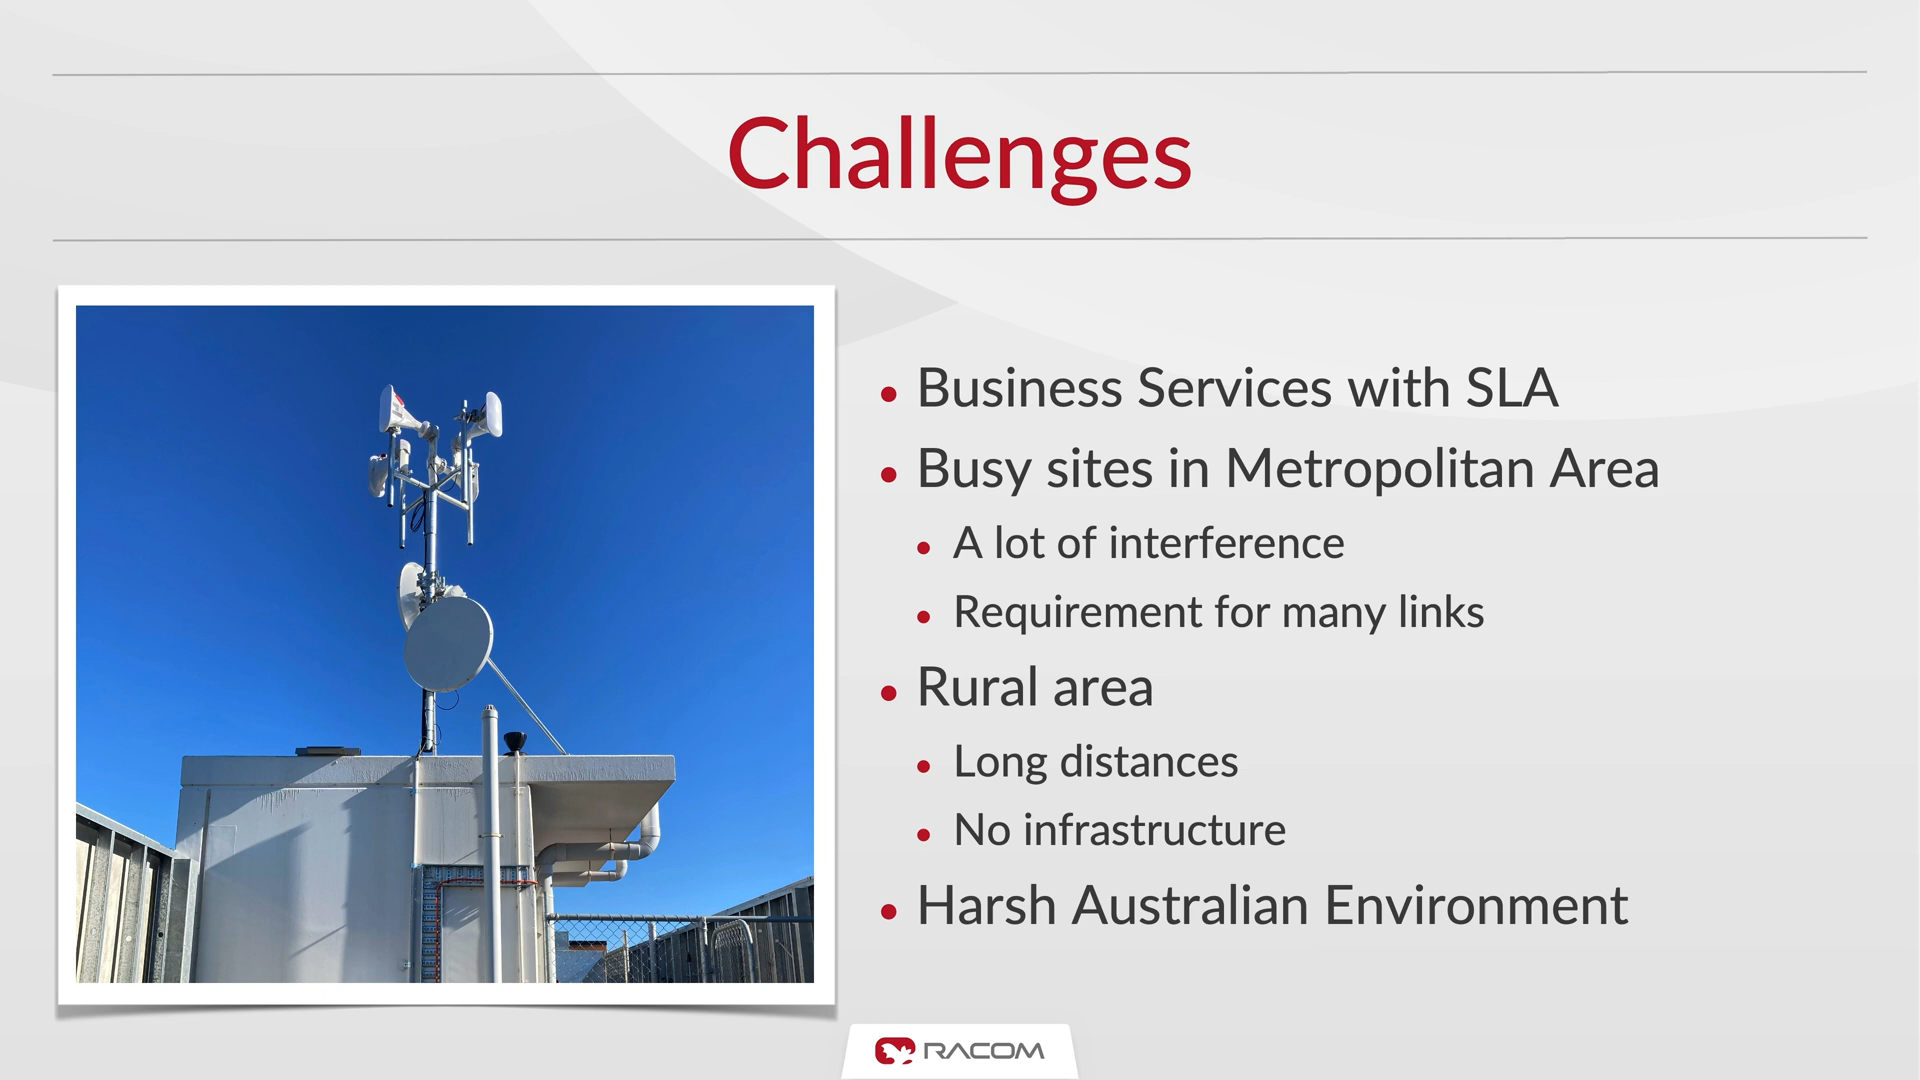 Challenges
• Business Services with SLA
• Busy sites in Metropolitan Area
• A lot of interference
• Requirement for many links
• Rural area
• Long distances
• No infrastructure
• Harsh Australian Environment
RACOM